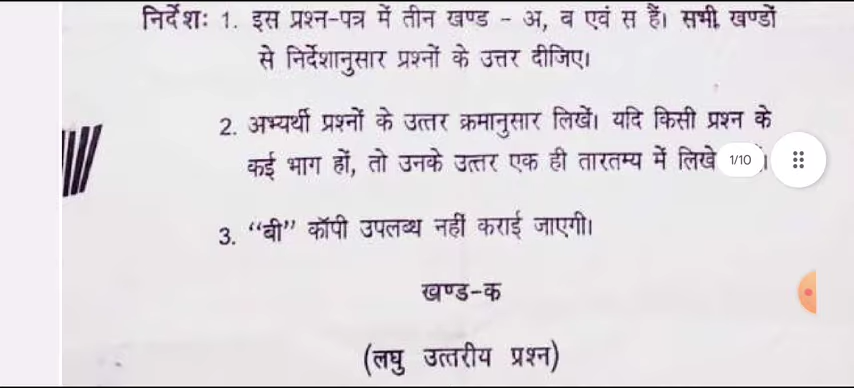 निर्देशः 1. इस प्रश्न-पत्र में तीन खण्ड - अ, ब एवं स हैं। सभी खण्डों
से निर्देशानुसार प्रश्नों के उत्तर दीजिए।
2. अभ्यर्थी प्रश्नों के उत्तर क्रमानुसार लिखें। यदि किसी प्रश्न के
कई भाग हों, तो उनके उत्तर एक ही तारतम्य में लिखे
1/10
3. “बी” कॉपी उपलब्ध नहीं कराई जाएगी।
खण्ड-क
(लघु उत्तरीय प्रश्न)